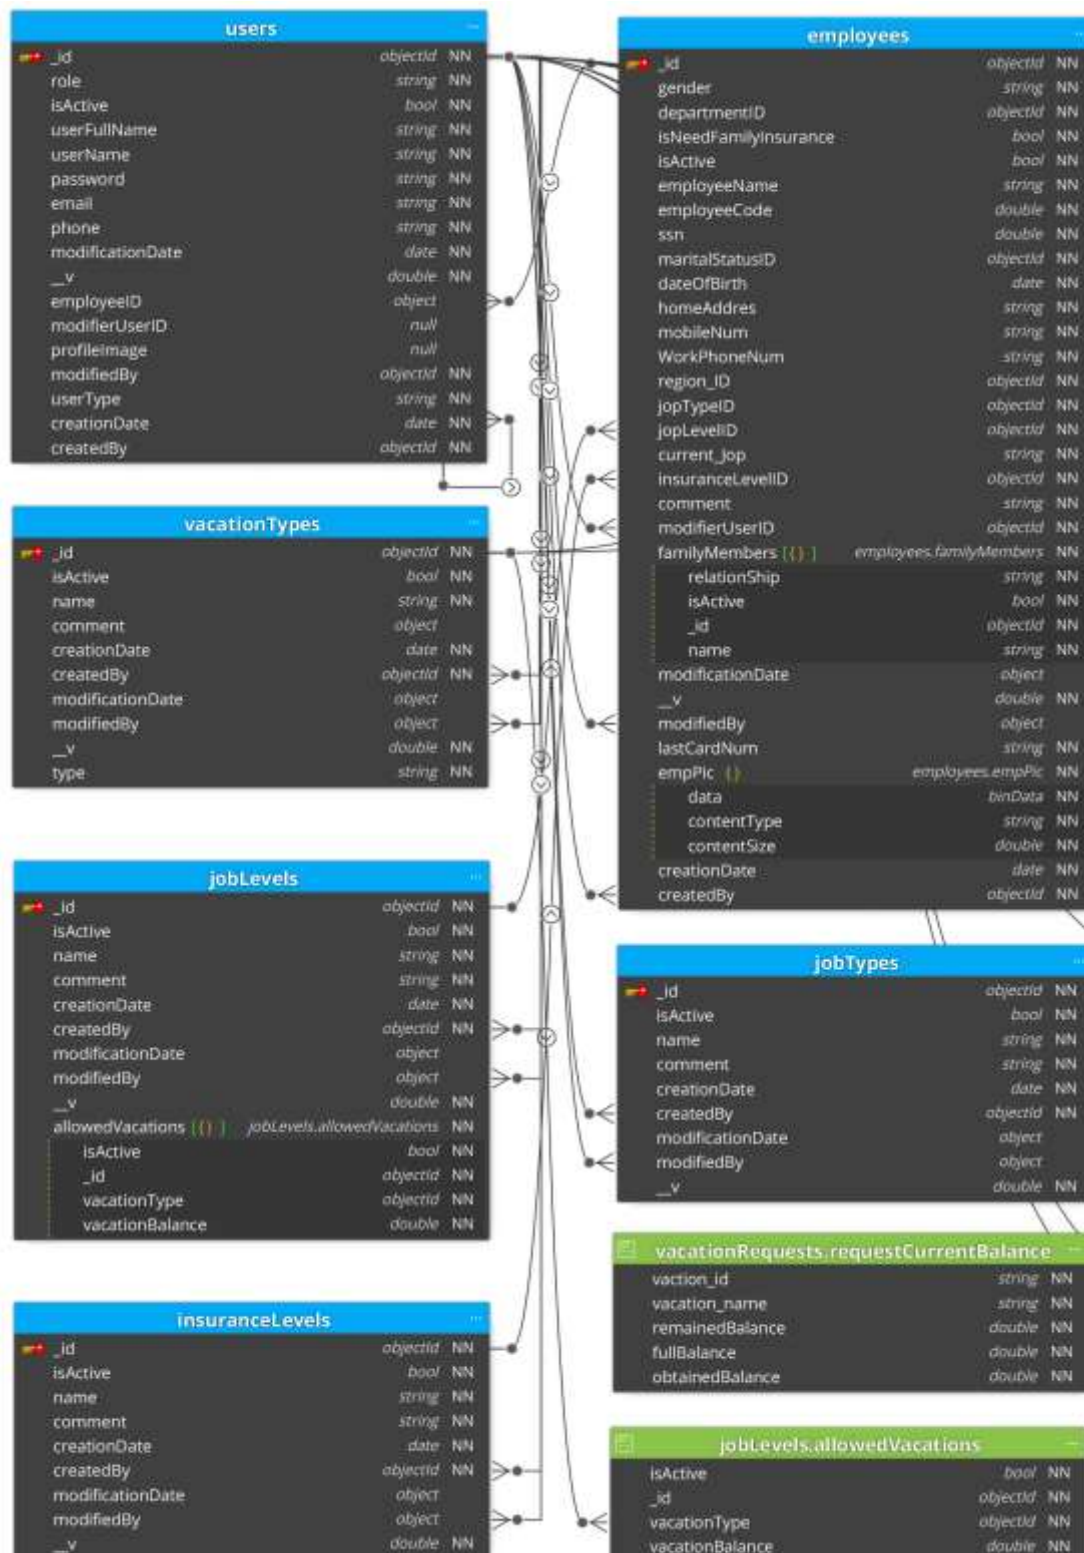 users
_id objectId NN
role string NN
isActive bool NN
userFullName string NN
userName string NN
password string NN
email string NN
phone string NN
modificationDate date NN
__v double NN
employeeID object
modifierUserID null
profileImage null
modifiedBy objectId NN
userType string NN
creationDate date NN
createdBy objectId NN
vacationTypes
_id objectId NN
isActive bool NN
name string NN
comment object
creationDate date NN
createdBy objectId NN
modificationDate object
modifiedBy object
__v double NN
type string NN
jobLevels
_id objectId NN
isActive bool NN
name string NN
comment string NN
creationDate date NN
createdBy objectId NN
modificationDate object
modifiedBy object
__v double NN
allowedVacations [{} ] jobLevels.allowedVacations NN
isActive bool NN
_id objectId NN
vacationType objectId NN
vacationBalance double NN
insuranceLevels
_id objectId NN
isActive bool NN
name string NN
comment string NN
creationDate date NN
createdBy objectId NN
modificationDate object
modifiedBy object
__v double NN
employees
_id objectId NN
gender string NN
departmentID objectId NN
isNeedFamilyInsurance bool NN
isActive bool NN
employeeName string NN
employeeCode double NN
ssn double NN
maritalStatusID objectId NN
dateOfBirth date NN
homeAddres string NN
mobileNum string NN
WorkPhoneNum string NN
region_ID objectId NN
jopTypeID objectId NN
jopLevelID objectId NN
current_Jop string NN
insuranceLevelID objectId NN
comment string NN
modifierUserID objectId NN
familyMembers [{} ] employees.familyMembers NN
relationShip string NN
isActive bool NN
_id objectId NN
name string NN
modificationDate object
__v double NN
modifiedBy object
lastCardNum string NN
empPic {} employees.empPic NN
data binData NN
contentType string NN
contentSize double NN
creationDate date NN
createdBy objectId NN
jobTypes
_id objectId NN
isActive bool NN
name string NN
comment string NN
creationDate date NN
createdBy objectId NN
modificationDate object
modifiedBy object
__v double NN
vacationRequests.requestCurrentBalance
vaction_id string NN
vacation_name string NN
remainedBalance double NN
fullBalance double NN
obtainedBalance double NN
jobLevels.allowedVacations
isActive bool NN
_id objectId NN
vacationType objectId NN
vacationBalance double NN